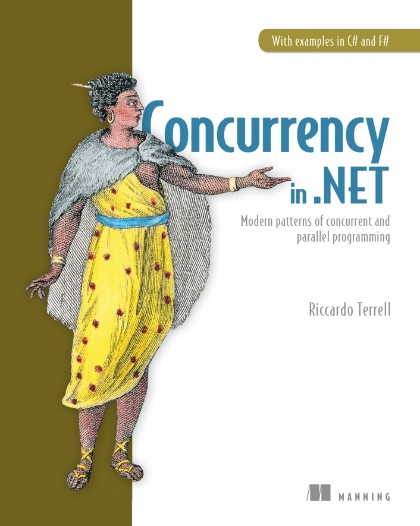 With examples in C# and F#
Concurrency
in .NET
Modern patterns of concurrent and
parallel programming
Riccardo Terrell
MANNING